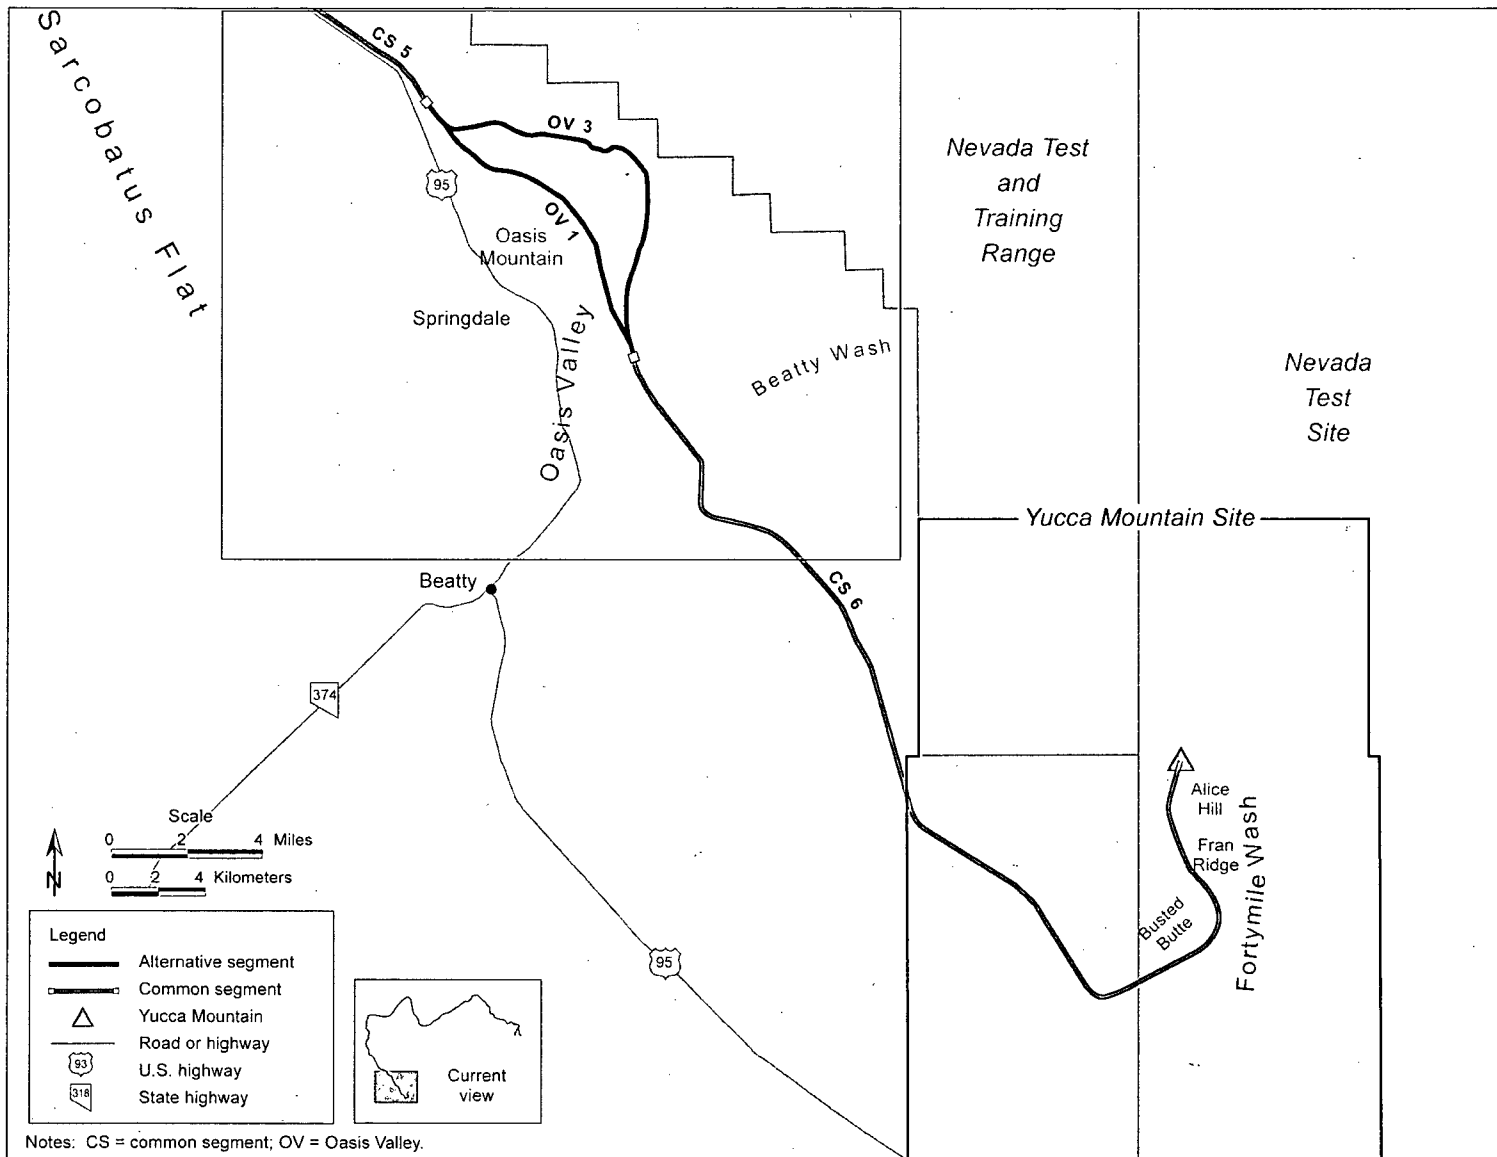 Sarcobatus Flat
CS 5
OV 3
95
OV 1
Oasis
Mountain
Springdale
Oasis Valley
Beatty Wash
Nevada Test
and
Training
Range
Nevada
Test
Site
Yucca Mountain Site
Beatty
CS 6
374
Alice
Hill
Fran
Ridge
Fortymile Wash
Busted
Butte
95
Scale
0 2 4 Miles
0 2 4 Kilometers
N
Legend
Alternative segment
Common segment
Yucca Mountain
Road or highway
93 U.S. highway
318 State highway
Current
view
Notes: CS = common segment; OV = Oasis Valley.